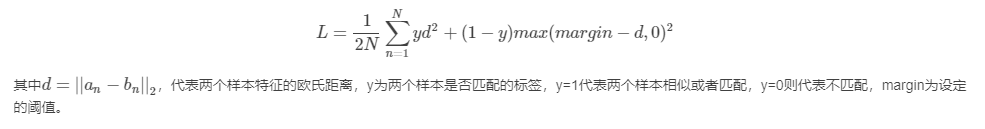 L = \frac{1}{2N} \sum_{n=1}^{N} yd^2 + (1 - y)max(margin - d, 0)^2
其中d = ||a_n - b_n||_2，代表两个样本特征的欧氏距离，y为两个样本是否匹配的标签，y=1代表两个样本相似或者匹配，y=0则代表不匹配，margin为设定
的阈值。